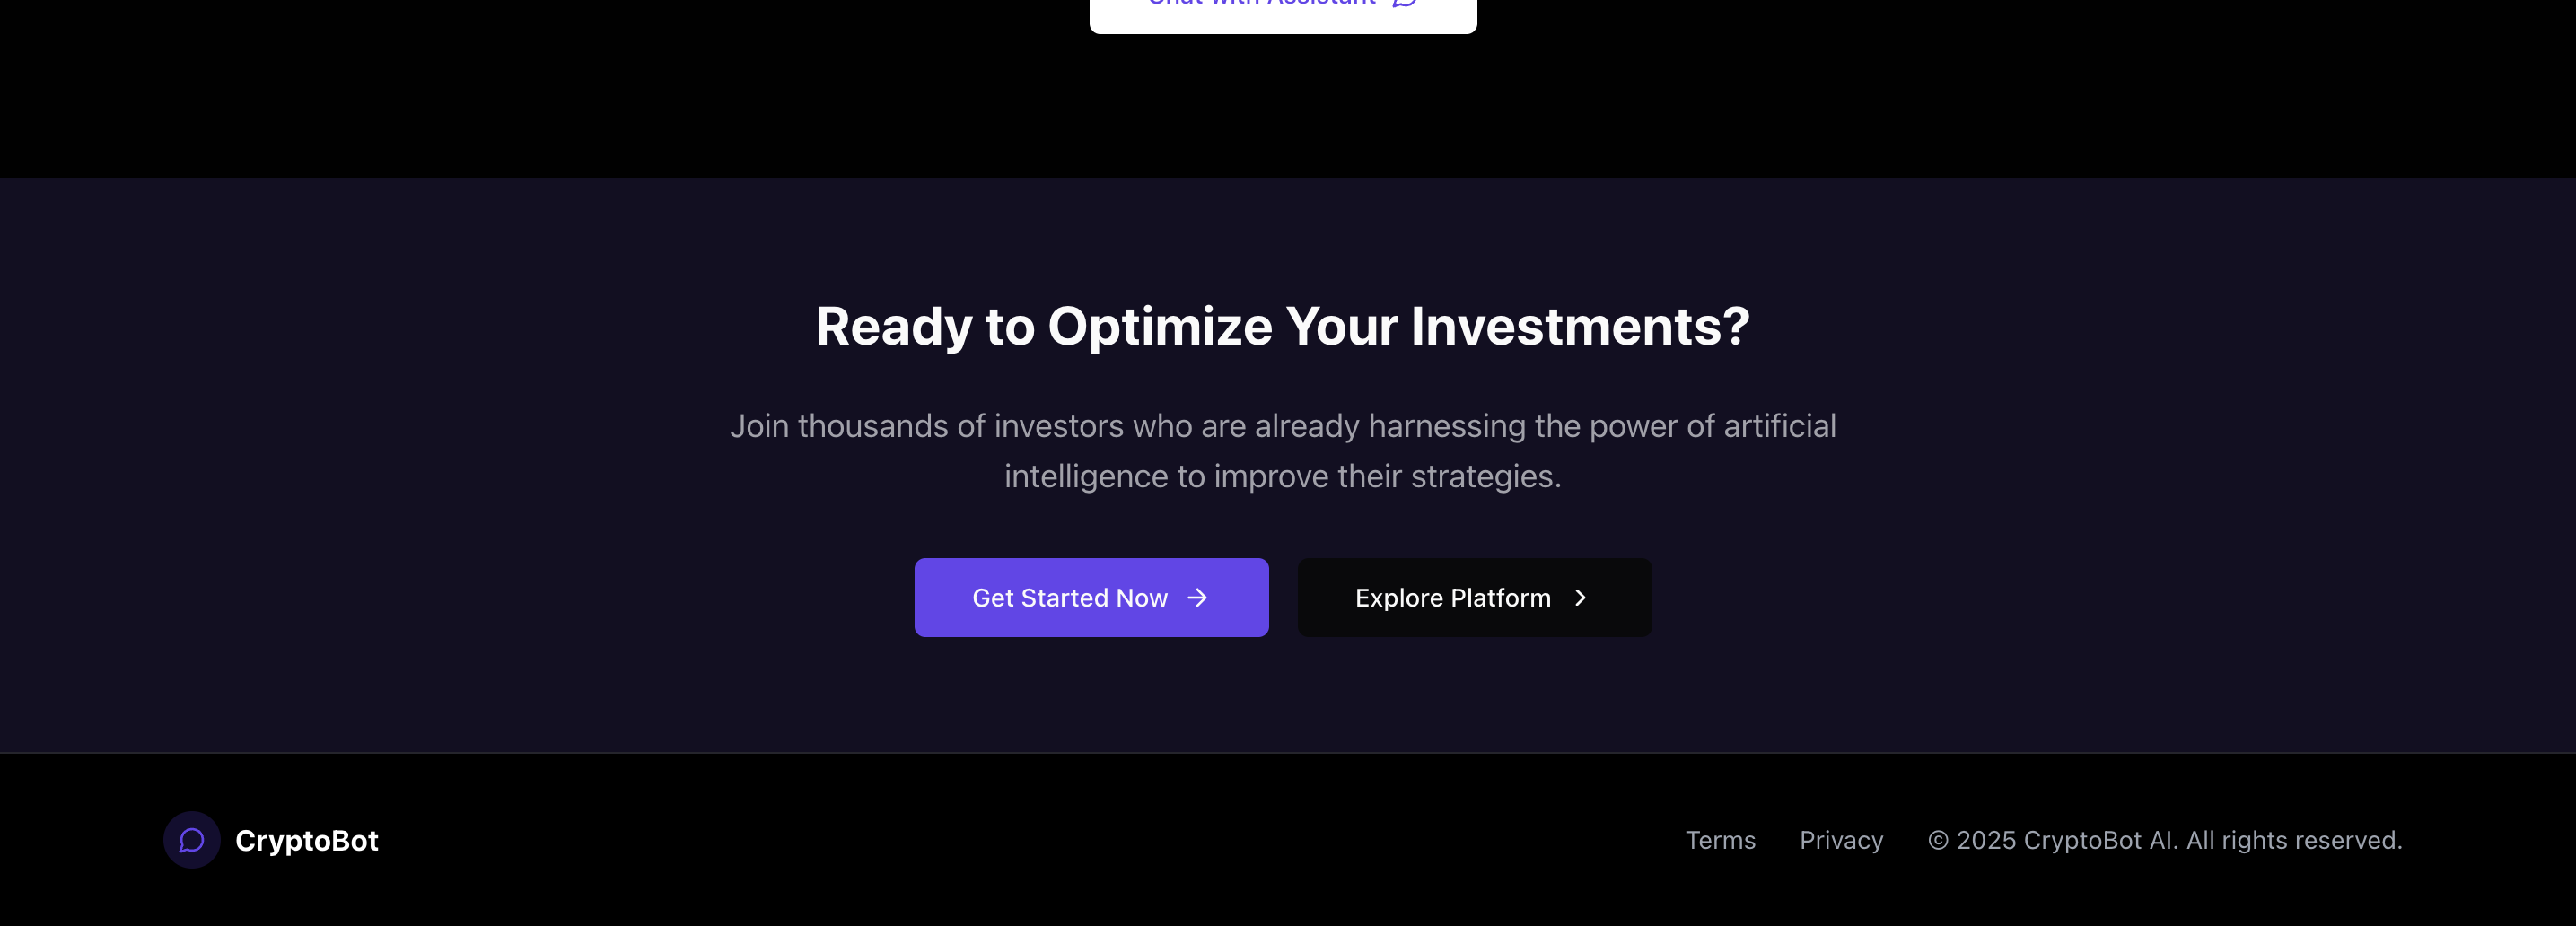 Chat with Assistant
Ready to Optimize Your Investments?
Join thousands of investors who are already harnessing the power of artificial
intelligence to improve their strategies.
Get Started Now
Explore Platform
CryptoBot
Terms
Privacy
© 2025 CryptoBot AI. All rights reserved.